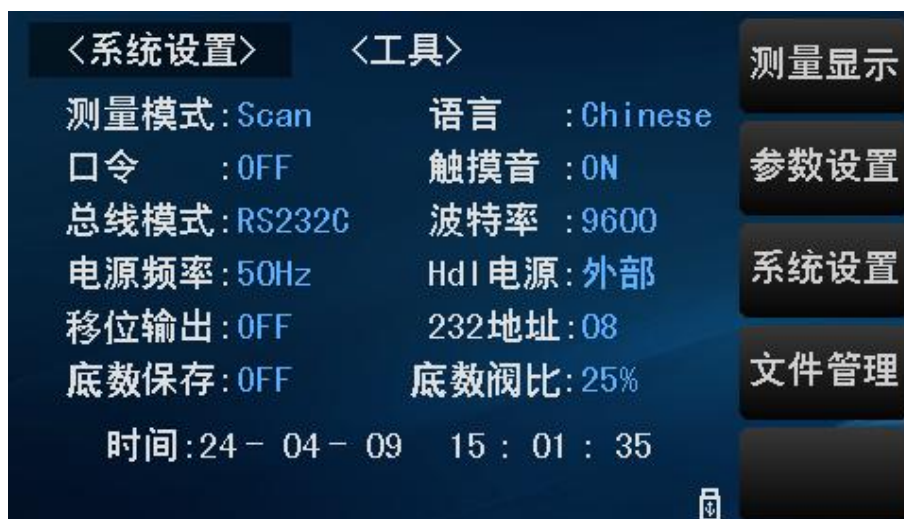 <系统设置> <工具>
测量模式:Scan 语言 :Chinese
口令 :OFF 触摸音 :ON
总线模式:RS232C 波特率 :9600
电源频率:50Hz Hdl电源:外部
移位输出:OFF 232地址:08
底数保存:OFF 底数阀比:25%
时间:24- 04- 09 15: 01: 35
测量显示
参数设置
系统设置
文件管理